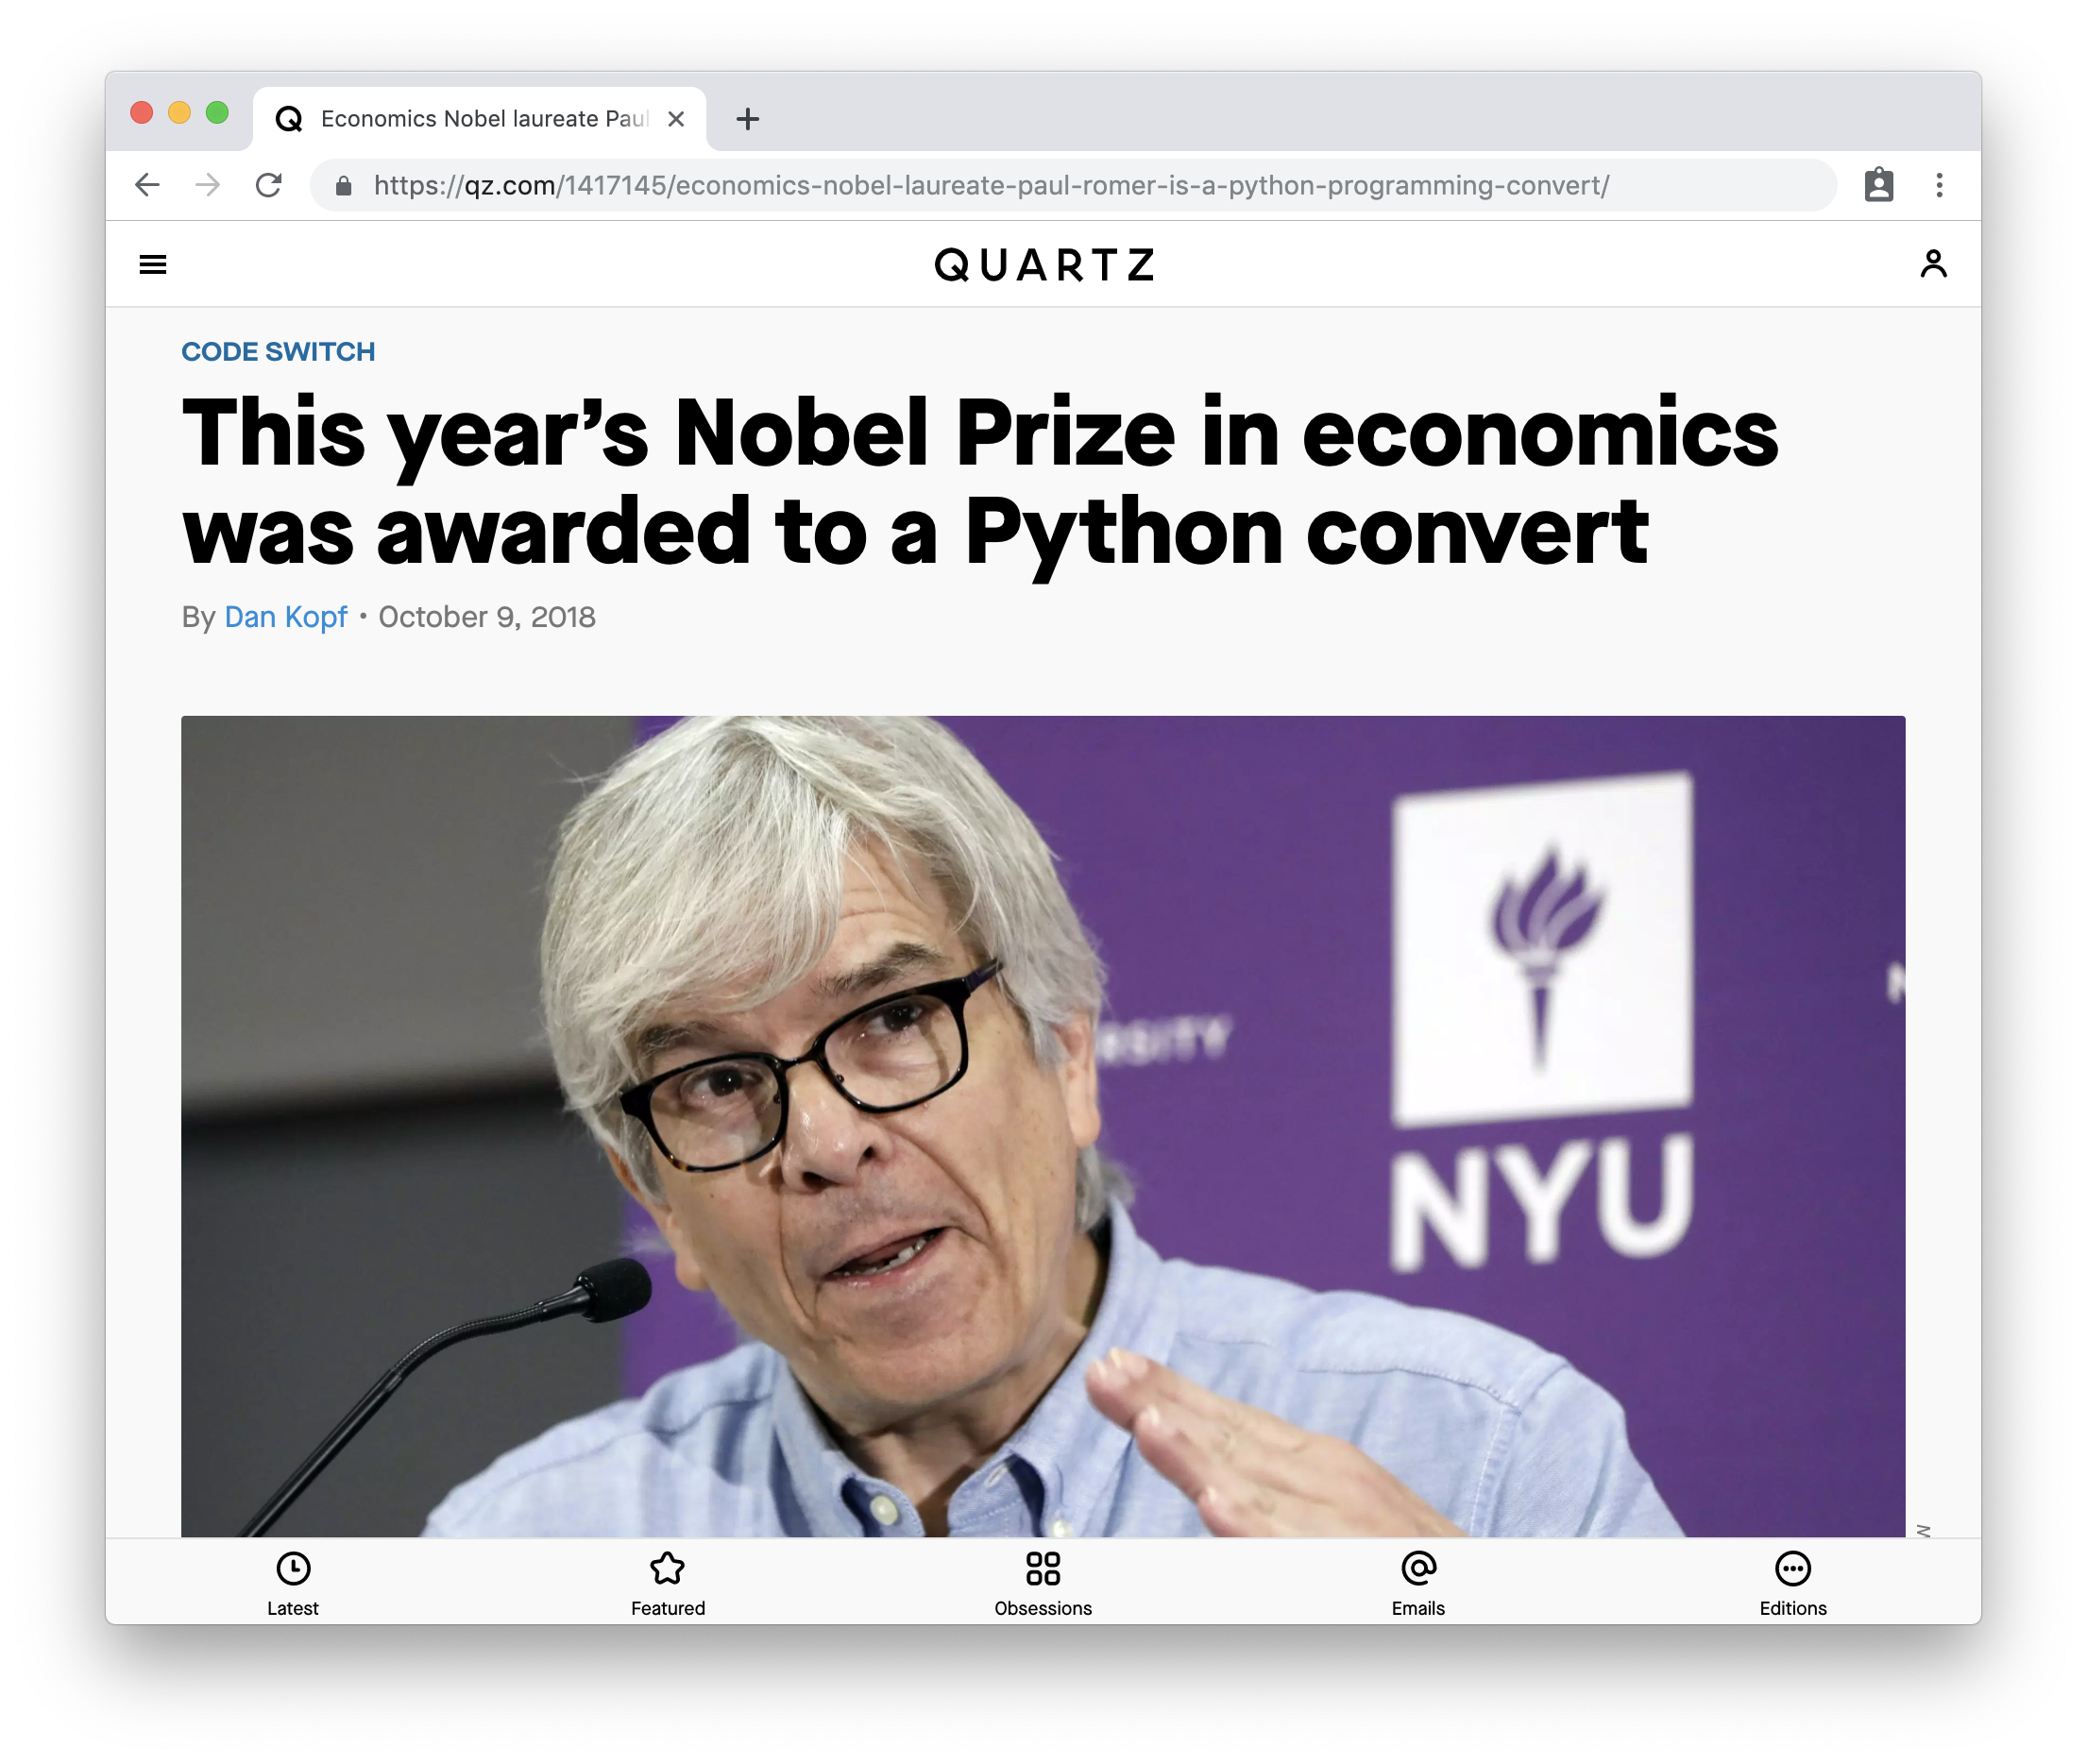 Economics Nobel laureate Paul
https://qz.com/1417145/economics-nobel-laureate-paul-romer-is-a-python-programming-convert/
QUARTZ
CODE SWITCH
This year’s Nobel Prize in economics
was awarded to a Python convert
By Dan Kopf • October 9, 2018
RSITY
NYU
Latest
Featured
Obsessions
Emails
Editions